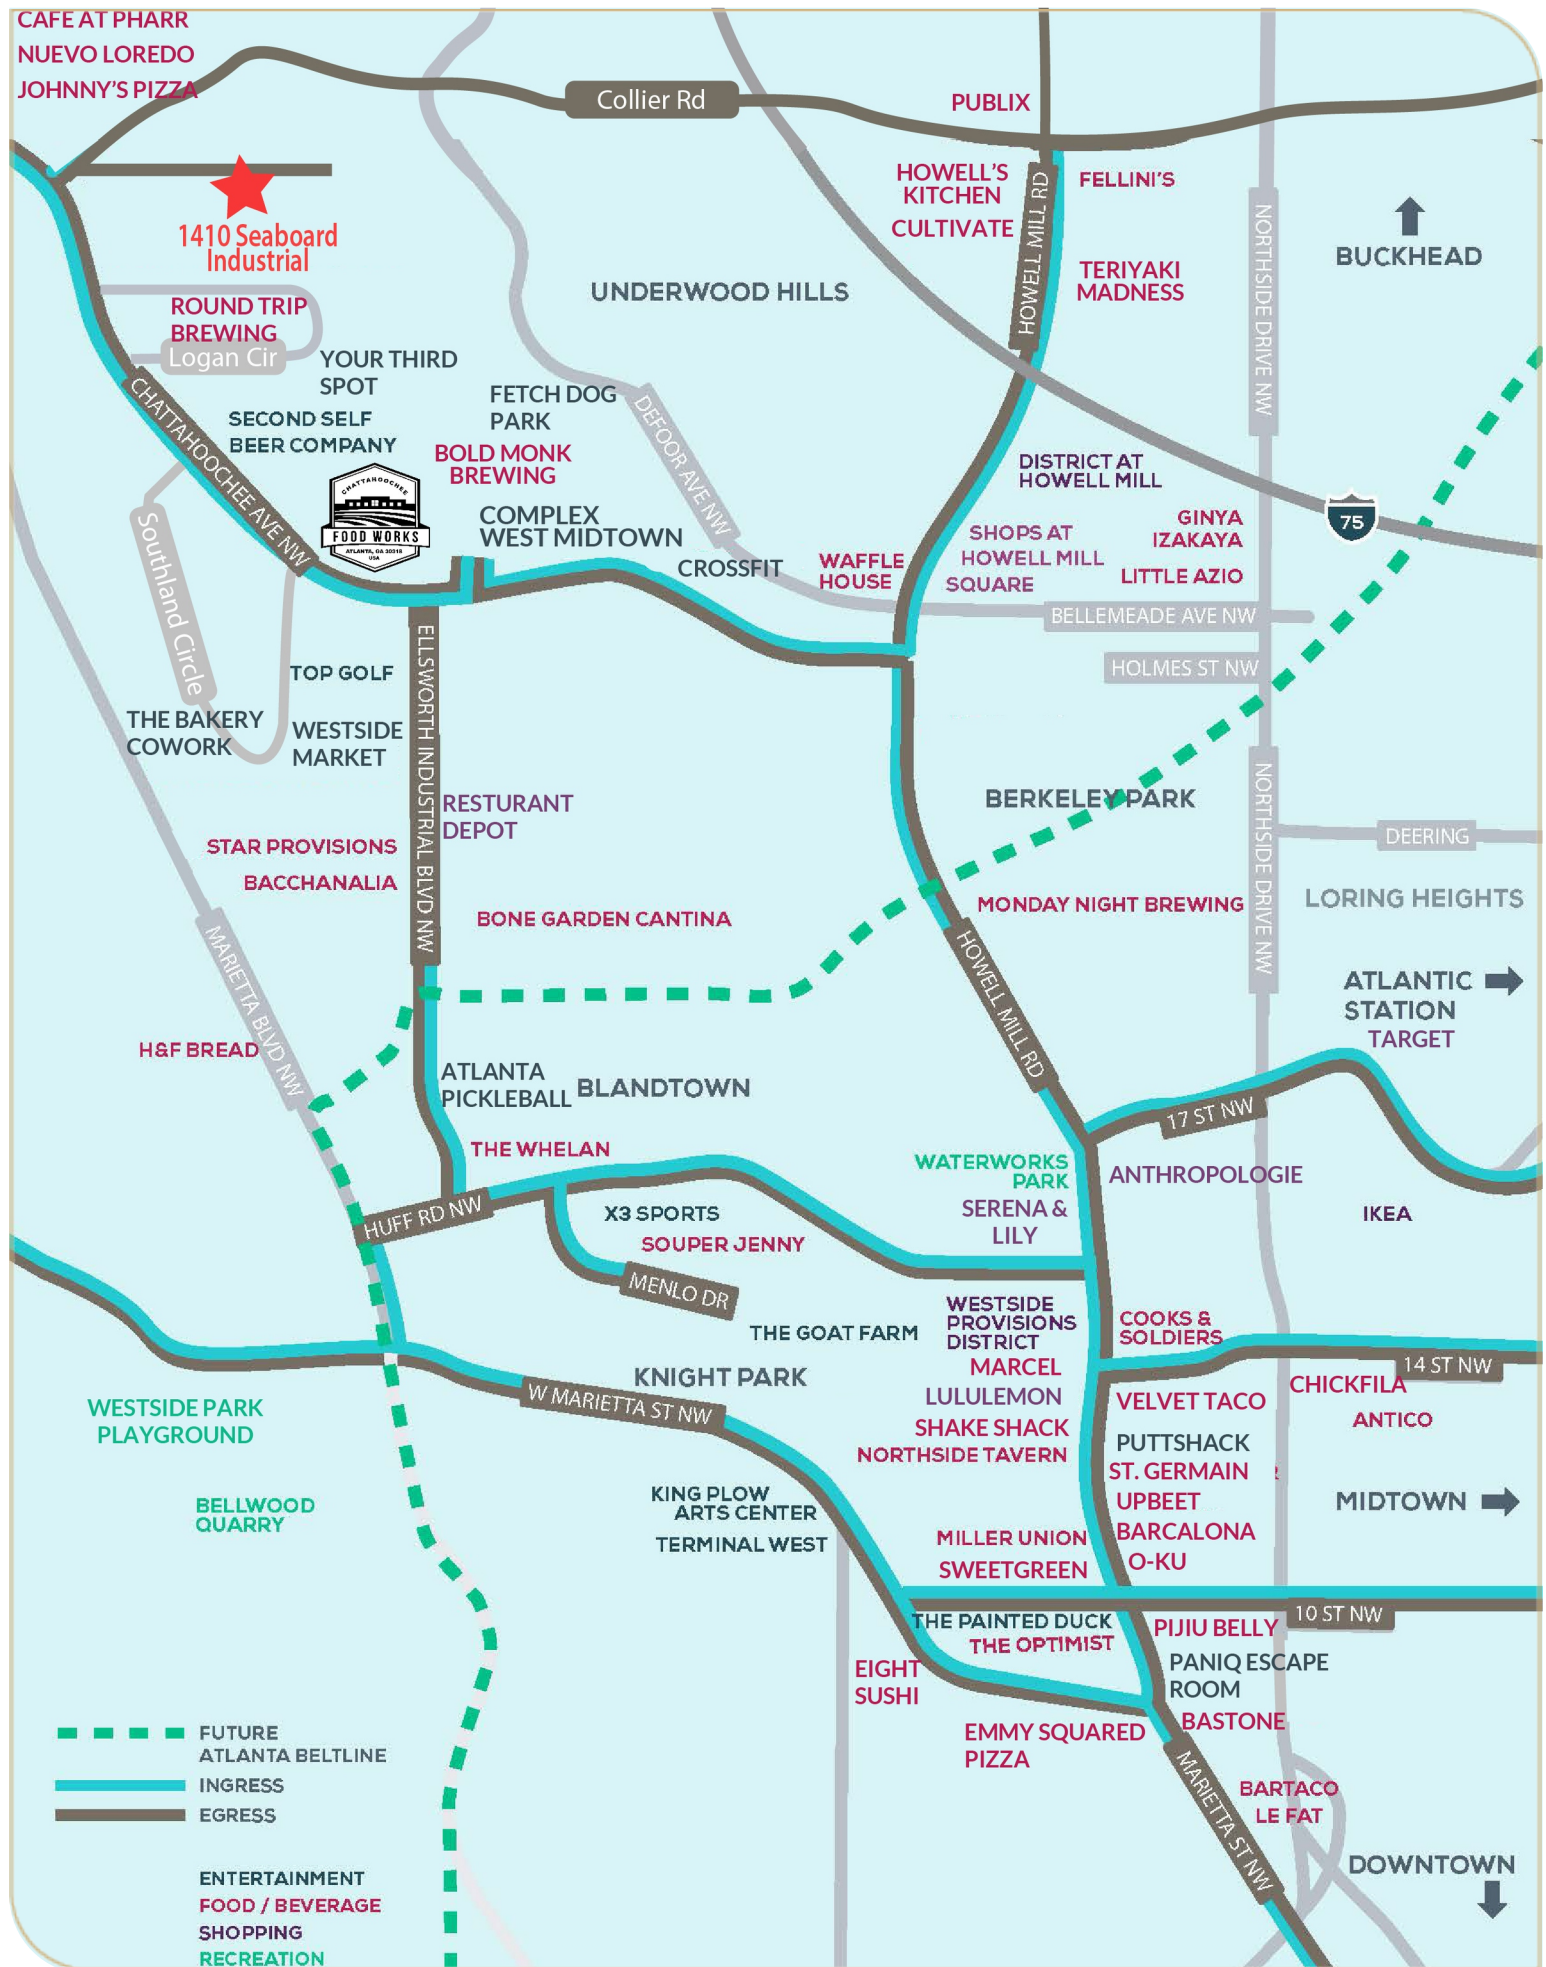 CAFE AT PHARR
NUEVO LOREDO
JOHNNY'S PIZZA
Collier Rd
PUBLIX
HOWELL'S
KITCHEN
CULTIVATE
HOWELL MILL RD
FELLINI'S
TERIYAKI
MADNESS
NORTHSIDE DRIVE NW
BUCKHEAD
1410 Seaboard
Industrial
ROUND TRIP
BREWING
Logan Cir
UNDERWOOD HILLS
YOUR THIRD
SPOT
SECOND SELF
BEER COMPANY
CHATTAHOOCHEE AVE NW
FETCH DOG
PARK
BOLD MONK
BREWING
DEFOOR AVE NW
CHATTAHOOCHEE
FOOD WORKS
ATLANTA, GA 30318
USA
COMPLEX
WEST MIDTOWN
CROSSFIT
DISTRICT AT
HOWELL MILL
SHOPS AT
HOWELL MILL
SQUARE
GINYA
IZAKAYA
LITTLE AZIO
75
WAFFLE
HOUSE
BELLEMEADE AVE NW
HOLMES ST NW
Southland Circle
TOP GOLF
THE BAKERY
COWORK
WESTSIDE
MARKET
ELLSWORTH INDUSTRIAL BLVD NW
RESTURANT
DEPOT
BERKELEY PARK
NORTHSIDE DRIVE NW
DEERING
STAR PROVISIONS
BACCHANALIA
BONE GARDEN CANTINA
MONDAY NIGHT BREWING
LORING HEIGHTS
MARIETTA BLVD NW
HOWELL MILL RD
ATLANTIC
STATION
TARGET
H&F BREAD
ATLANTA
PICKLEBALL
BLANDTOWN
17 ST NW
THE WHELAN
WATERWORKS
PARK
SERENA &
LILY
ANTHROPOLOGIE
IKEA
HUFF RD NW
X3 SPORTS
SOUPER JENNY
MENLO DR
THE GOAT FARM
WESTSIDE
PROVISIONS
DISTRICT
COOKS &
SOLDIERS
14 ST NW
KNIGHT PARK
W MARIETTA ST NW
MARCEL
LULULEMON
SHAKE SHACK
NORTHSIDE TAVERN
CHICKFILA
ANTICO
VELVET TACO
PUTTSHACK
ST. GERMAIN
UPBEET
BARCALONA
O-KU
WESTSIDE PARK
PLAYGROUND
BELLWOOD
QUARRY
KING PLOW
ARTS CENTER
TERMINAL WEST
MIDTOWN
MILLER UNION
SWEETGREEN
10 ST NW
THE PAINTED DUCK
THE OPTIMIST
PIJIU BELLY
EIGHT
SUSHI
PANIQ ESCAPE
ROOM
BASTONE
EMMY SQUARED
PIZZA
MARIETTA ST NW
BARTACO
LE FAT
DOWNTOWN
FUTURE
ATLANTA BELTLINE
INGRESS
EGRESS
ENTERTAINMENT
FOOD / BEVERAGE
SHOPPING
RECREATION